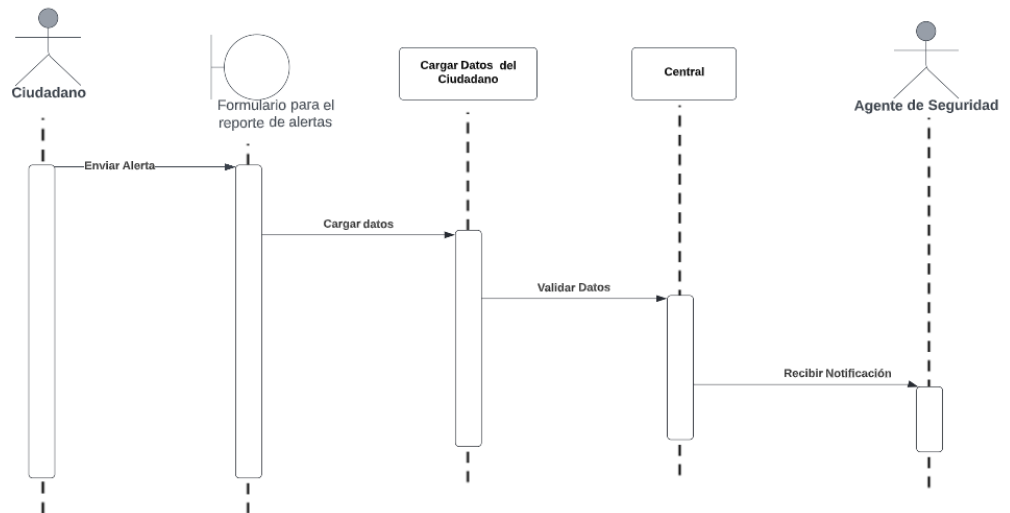 Ciudadano
Formulario para el
reporte de alertas
Cargar Datos del
Ciudadano
Central
Agente de Seguridad
Enviar Alerta
Cargar datos
Validar Datos
Recibir Notificación